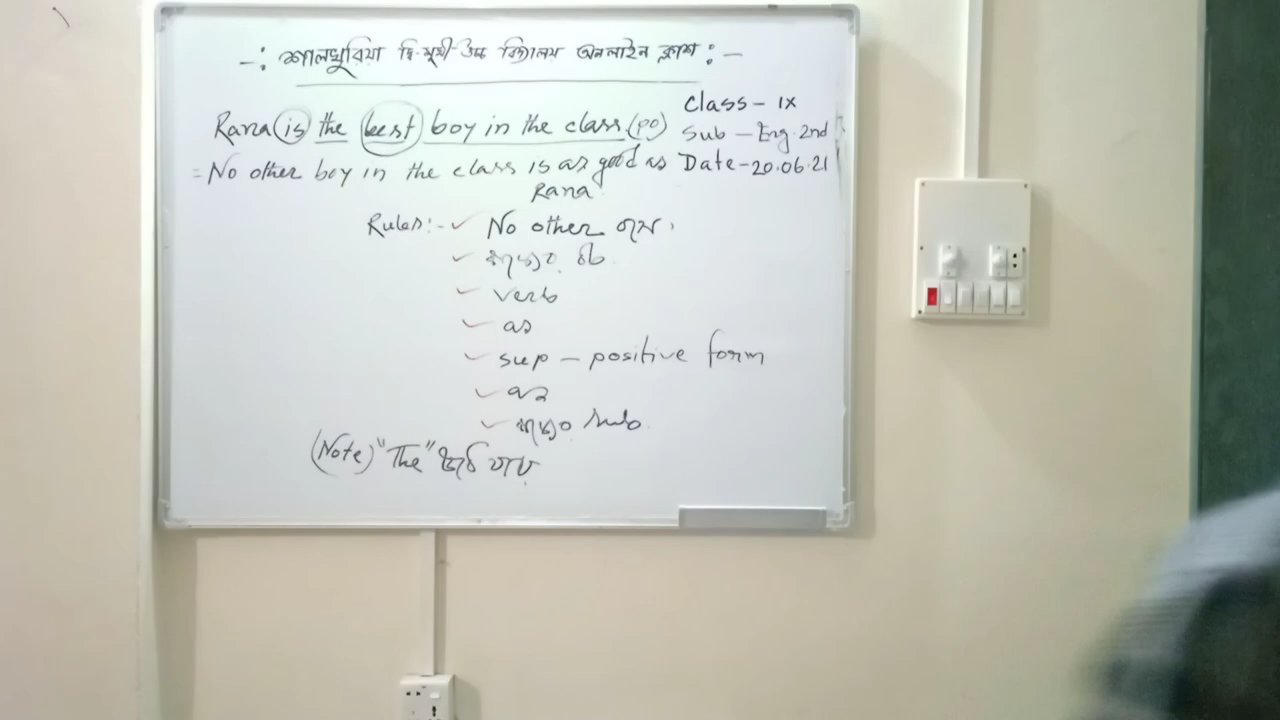 -: শালখুরিয়া দ্বি-মুখী-উচ্চ বিদ্যালয় অনলাইন ক্লাশ :-
Class - IX
Rana is the best boy in the class. (po)
Sub - Eng. 2nd
= No other boy in the class is as good as
Date - 20.06.21
Rana
Rules:- No other
verb
as
sup - positive form
as
sub
(Note) "The" উঠে যায়